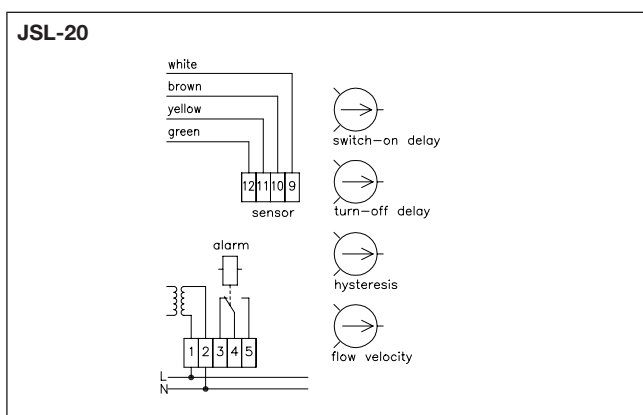 JSL-20
white
brown
yellow
green
12 11 10 9
sensor
switch-on delay
turn-off delay
alarm
hysteresis
1 2 3 4 5
flow velocity
L
N